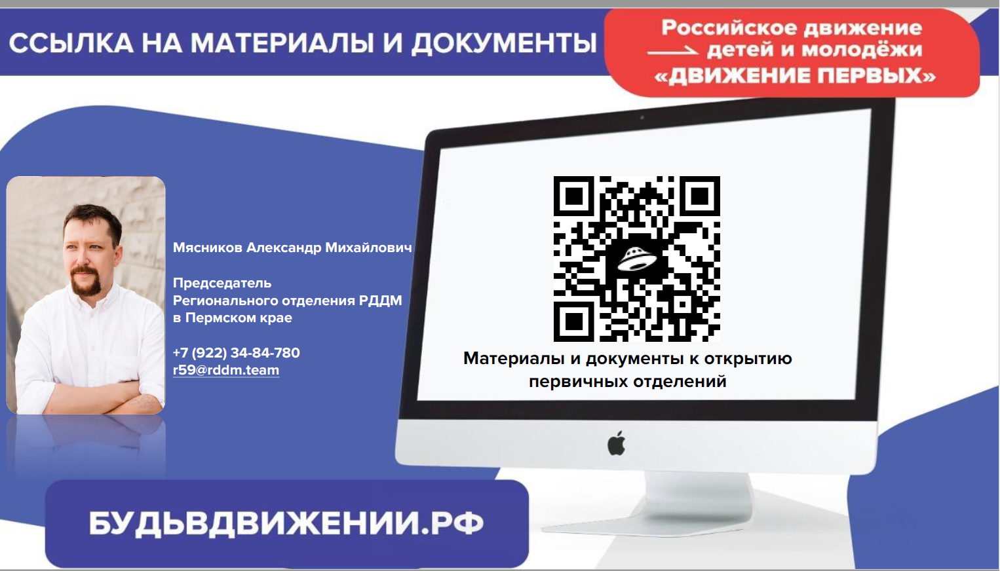 ССЫЛКА НА МАТЕРИАЛЫ И ДОКУМЕНТЫ
Российское движение
детей и молодёжи
«ДВИЖЕНИЕ ПЕРВЫХ»
Мясников Александр Михайлович
Председатель
Регионального отделения РДДМ
в Пермском крае
+7 (922) 34-84-780
r59@rddm.team
Материалы и документы к открытию
первичных отделений
БУДЬВДВИЖЕНИИ.РФ